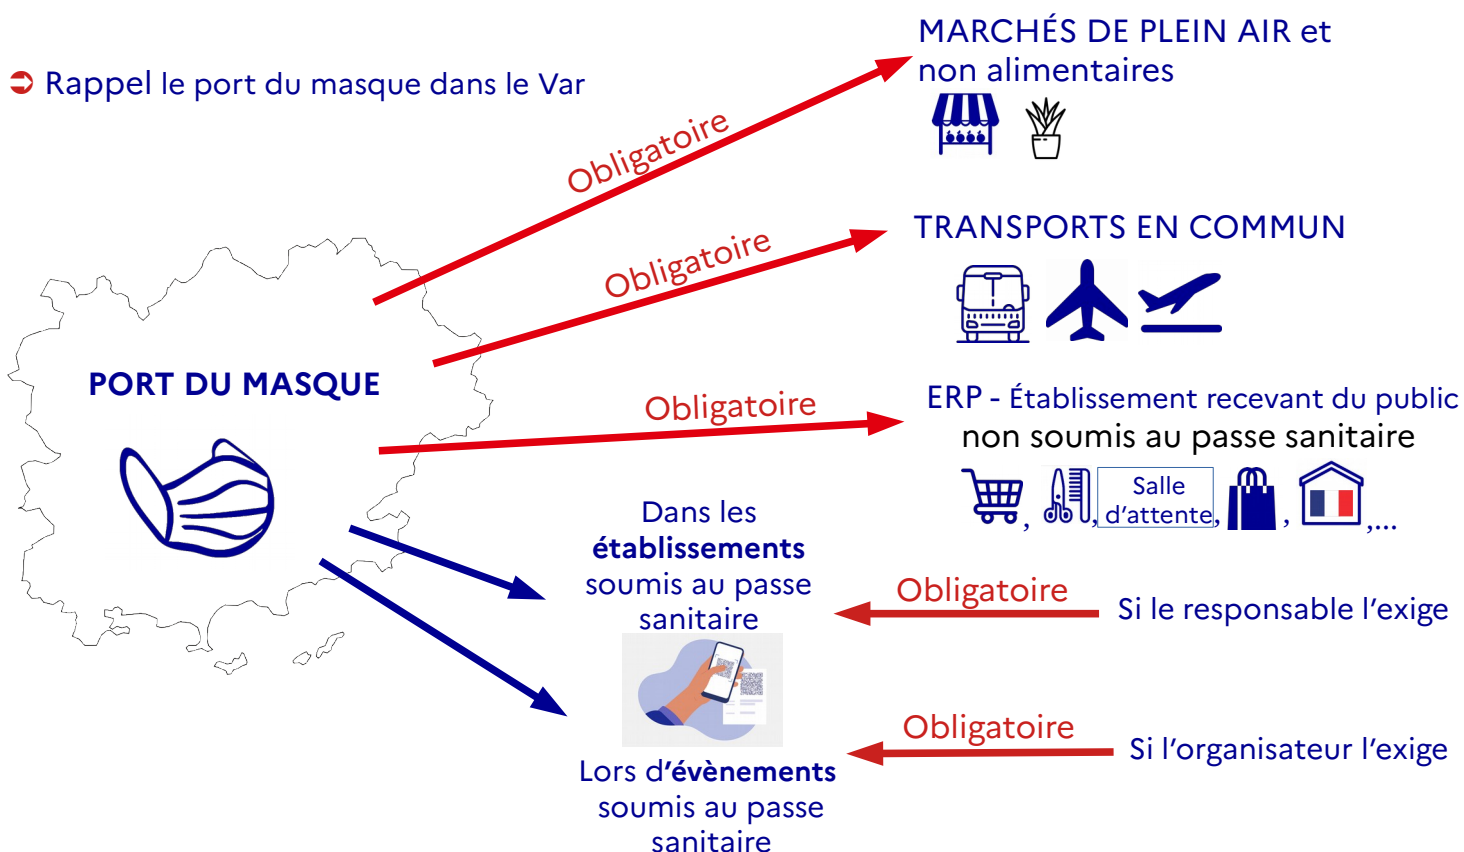 Rappel le port du masque dans le Var
MARCHÉS DE PLEIN AIR et
non alimentaires
Obligatoire
TRANSPORTS EN COMMUN
Obligatoire
PORT DU MASQUE
ERP - Établissement recevant du public
non soumis au passe sanitaire
Obligatoire
, , Salle
d'attente, , ,...
Dans les
établissements
soumis au passe
sanitaire
Obligatoire
Si le responsable l'exige
Lors d'évènements
soumis au passe
sanitaire
Obligatoire
Si l'organisateur l'exige